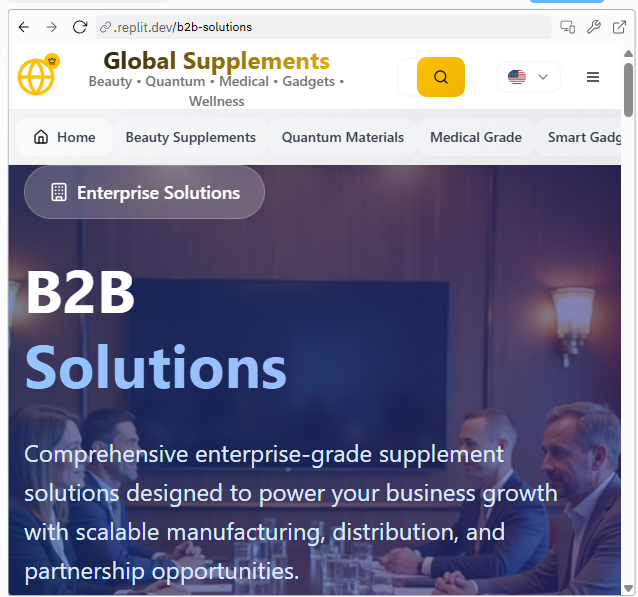 .replit.dev/b2b-solutions
Global Supplements
Beauty • Quantum • Medical • Gadgets •
Wellness
Home
Beauty Supplements
Quantum Materials
Medical Grade
Smart Gadg
Enterprise Solutions
B2B
Solutions
Comprehensive enterprise-grade supplement
solutions designed to power your business growth
with scalable manufacturing, distribution, and
partnership opportunities.